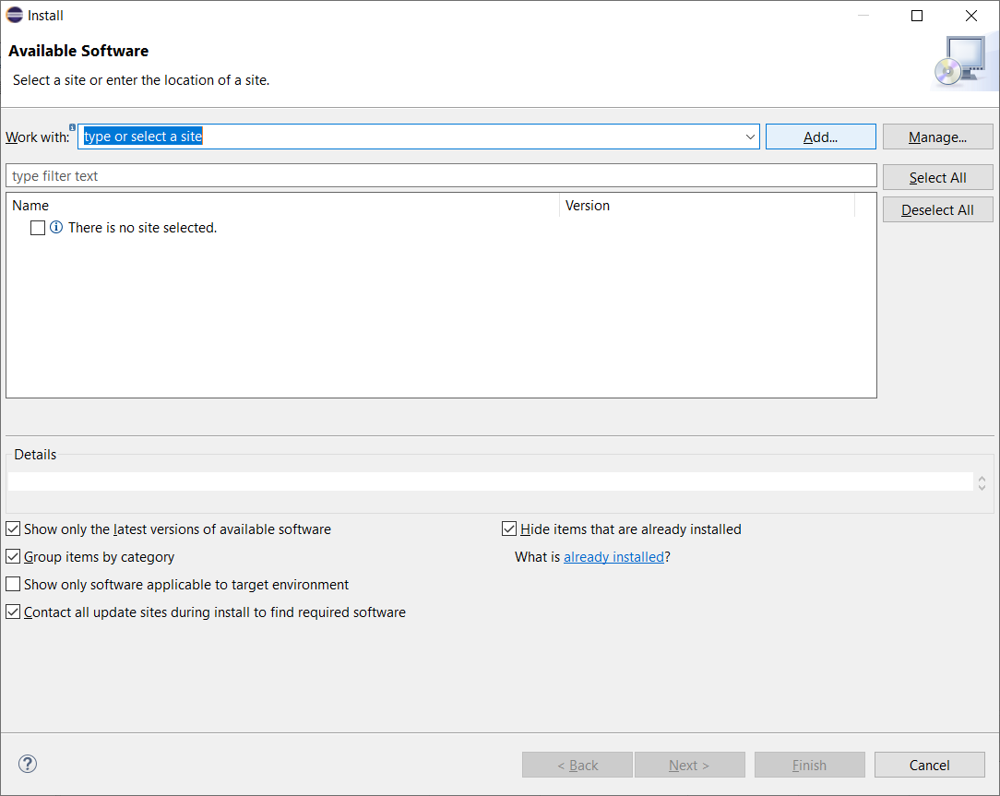 Install
Available Software
Select a site or enter the location of a site.
Work with: type or select a site Add... Manage...
type filter text Select All
Deselect All
Name Version
There is no site selected.
Details
Show only the latest versions of available software Hide items that are already installed
Group items by category What is already installed?
Show only software applicable to target environment
Contact all update sites during install to find required software
? < Back Next > Finish Cancel